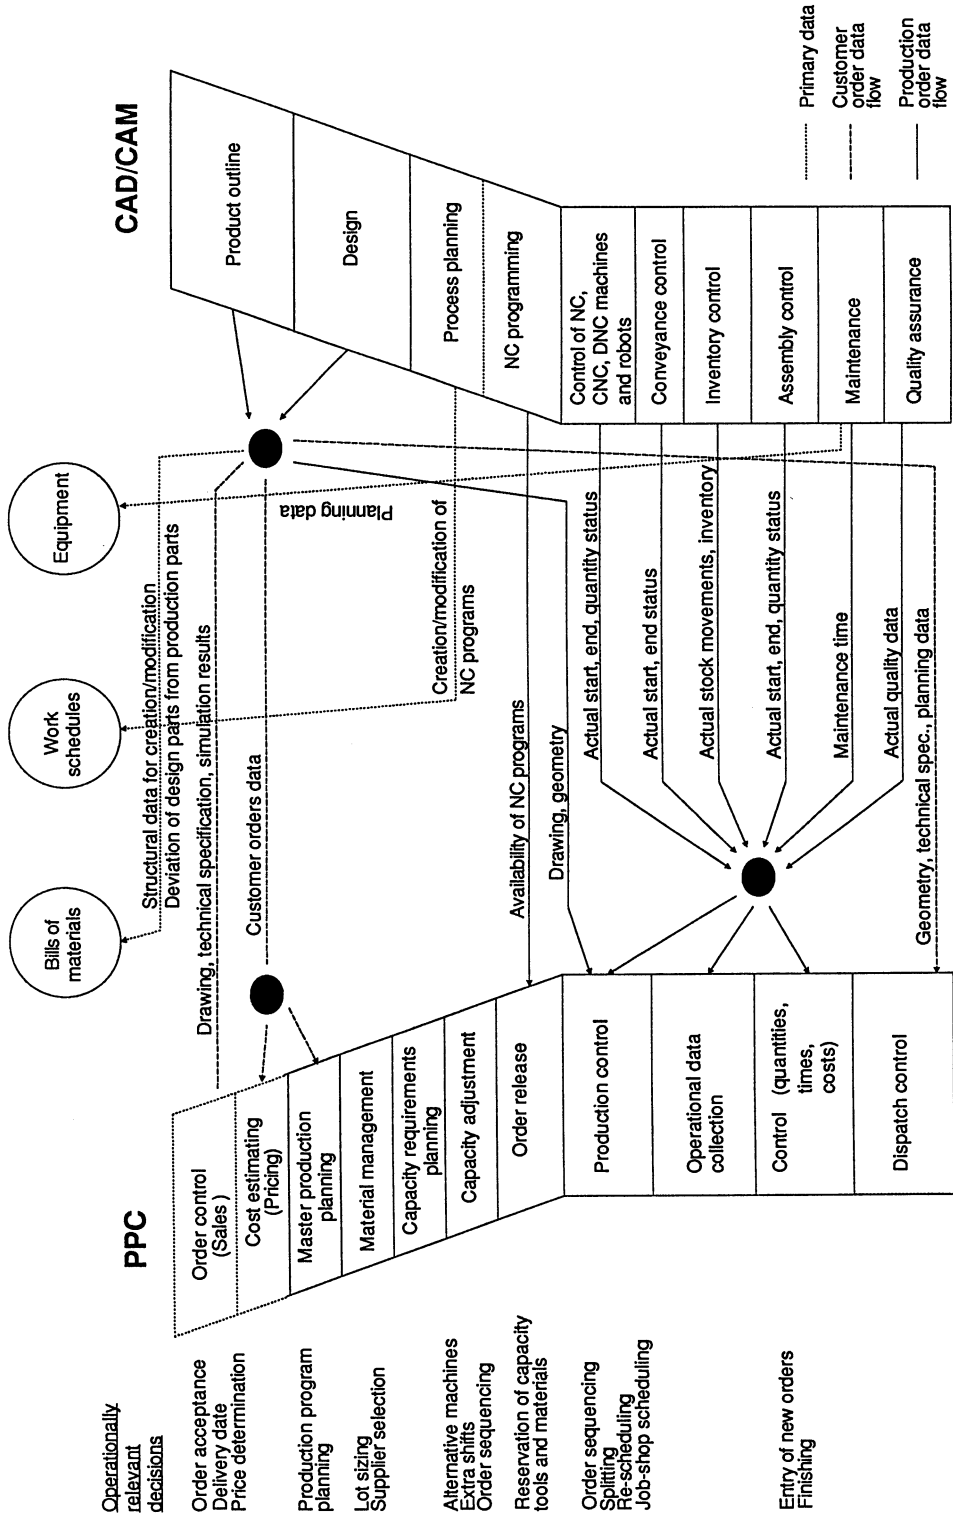 Operationally
relevant
decisions
Order acceptance
Delivery date
Price determination
Production program
planning
Lot sizing
Supplier selection
Alternative machines
Extra shifts
Order sequencing
Reservation of capacity
tools and materials
Order sequencing
Splitting
Re-scheduling
Job-shop scheduling
Entry of new orders
Finishing
PPC
Order control
(Sales )
Cost estimating
(Pricing)
Master production
planning
Material management
Capacity requirements
planning
Capacity adjustment
Order release
Production control
Operational data
collection
Control (quantities,
times,
costs)
Dispatch control
Bills of
materials
Work
schedules
Equipment
Structural data for creation/modification
Deviation of design parts from production parts
Drawing, technical specification, simulation results
Customer orders data
Planning data
Creation/modification of
NC programs
Availability of NC programs
Drawing, geometry
Actual start, end, quantity status
Actual start, end status
Actual stock movements, inventory
Actual start, end, quantity status
Maintenance time
Actual quality data
Geometry, technical spec., planning data
CAD/CAM
Product outline
Design
Process planning
NC programming
Control of NC,
CNC, DNC machines
and robots
Conveyance control
Inventory control
Assembly control
Maintenance
Quality assurance
Primary data
Customer
order data
flow
Production
order data
flow